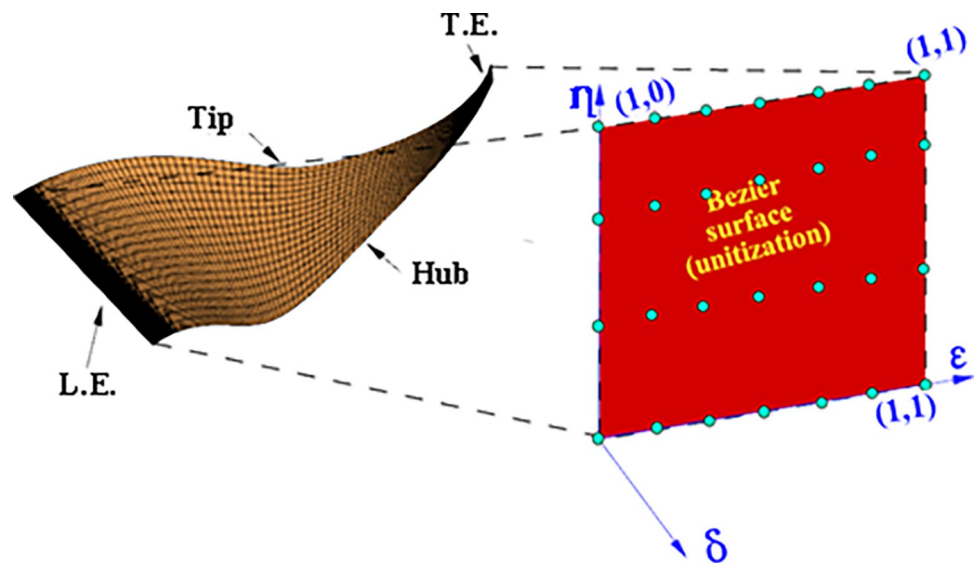 T.E.
(1,1)
η
(1,0)
Tip
Bezier
surface
(unitization)
Hub
ε
L.E.
(1,1)
δ